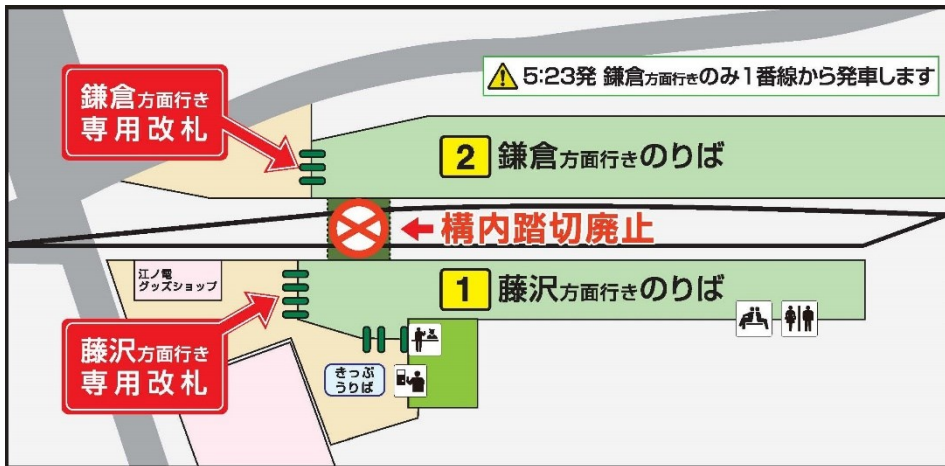 5:23発 鎌倉方面行きのみ1番線から発車します
鎌倉方面行き
専用改札
2 鎌倉方面行きのりば
←構内踏切廃止
江ノ電
グッズショップ
1 藤沢方面行きのりば
藤沢方面行き
専用改札
きっぷ
うりば